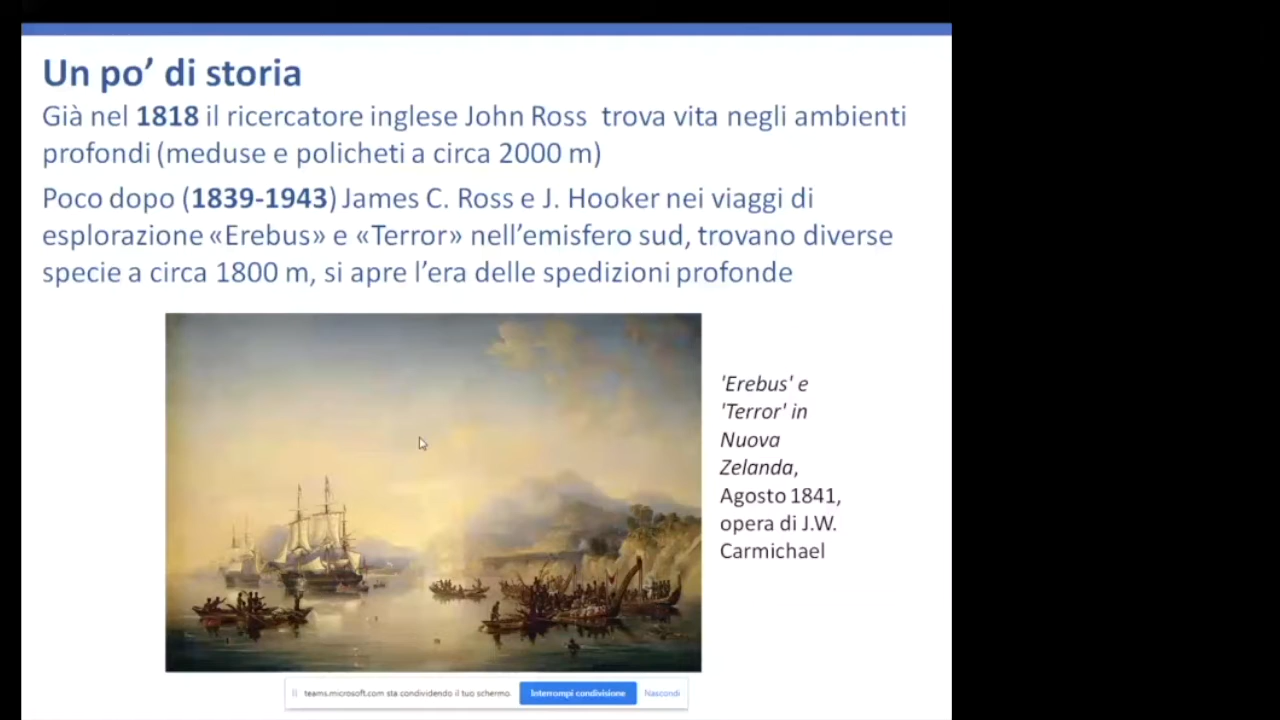 Un po’ di storia
Già nel 1818 il ricercatore inglese John Ross trova vita negli ambienti
profondi (meduse e policheti a circa 2000 m)
Poco dopo (1839-1943) James C. Ross e J. Hooker nei viaggi di
esplorazione «Erebus» e «Terror» nell’emisfero sud, trovano diverse
specie a circa 1800 m, si apre l’era delle spedizioni profonde
'Erebus' e
'Terror' in
Nuova
Zelanda,
Agosto 1841,
opera di J.W.
Carmichael
teams.microsoft.com sta condividendo il tuo schermo.
Interrompi condivisione
Nascondi